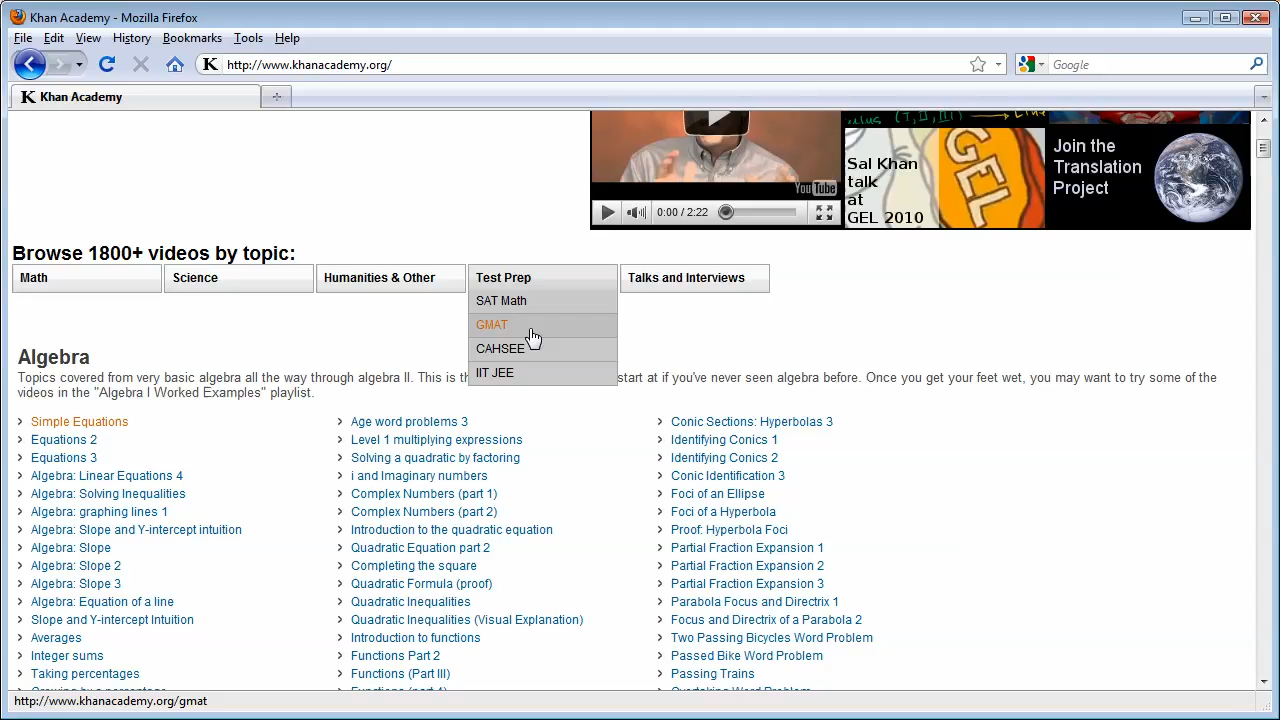 Khan Academy - Mozilla Firefox
File Edit View History Bookmarks Tools Help
K http://www.khanacademy.org/ Google
K Khan Academy
Sal Khan
talk
at
GEL 2010
GEL
Join the
Translation
Project
YouTube
0:00 / 2:22
Browse 1800+ videos by topic:
Math Science Humanities & Other Test Prep Talks and Interviews
SAT Math
GMAT
CAHSEE
IIT JEE
Algebra
Topics covered from very basic algebra all the way through algebra II. This is th start at if you've never seen algebra before. Once you get your feet wet, you may want to try some of the
videos in the "Algebra I Worked Examples" playlist.
Simple Equations
Equations 2
Equations 3
Algebra: Linear Equations 4
Algebra: Solving Inequalities
Algebra: graphing lines 1
Algebra: Slope and Y-intercept intuition
Algebra: Slope
Algebra: Slope 2
Algebra: Slope 3
Algebra: Equation of a line
Slope and Y-intercept Intuition
Averages
Integer sums
Taking percentages
Growing by a percentage
Age word problems 3
Level 1 multiplying expressions
Solving a quadratic by factoring
i and Imaginary numbers
Complex Numbers (part 1)
Complex Numbers (part 2)
Introduction to the quadratic equation
Quadratic Equation part 2
Completing the square
Quadratic Formula (proof)
Quadratic Inequalities
Quadratic Inequalities (Visual Explanation)
Introduction to functions
Functions Part 2
Functions (Part III)
Functions (part 4)
Conic Sections: Hyperbolas 3
Identifying Conics 1
Identifying Conics 2
Conic Identification 3
Foci of an Ellipse
Foci of a Hyperbola
Proof: Hyperbola Foci
Partial Fraction Expansion 1
Partial Fraction Expansion 2
Partial Fraction Expansion 3
Parabola Focus and Directrix 1
Focus and Directrix of a Parabola 2
Two Passing Bicycles Word Problem
Passed Bike Word Problem
Passing Trains
Overtaking Word Problem
http://www.khanacademy.org/gmat